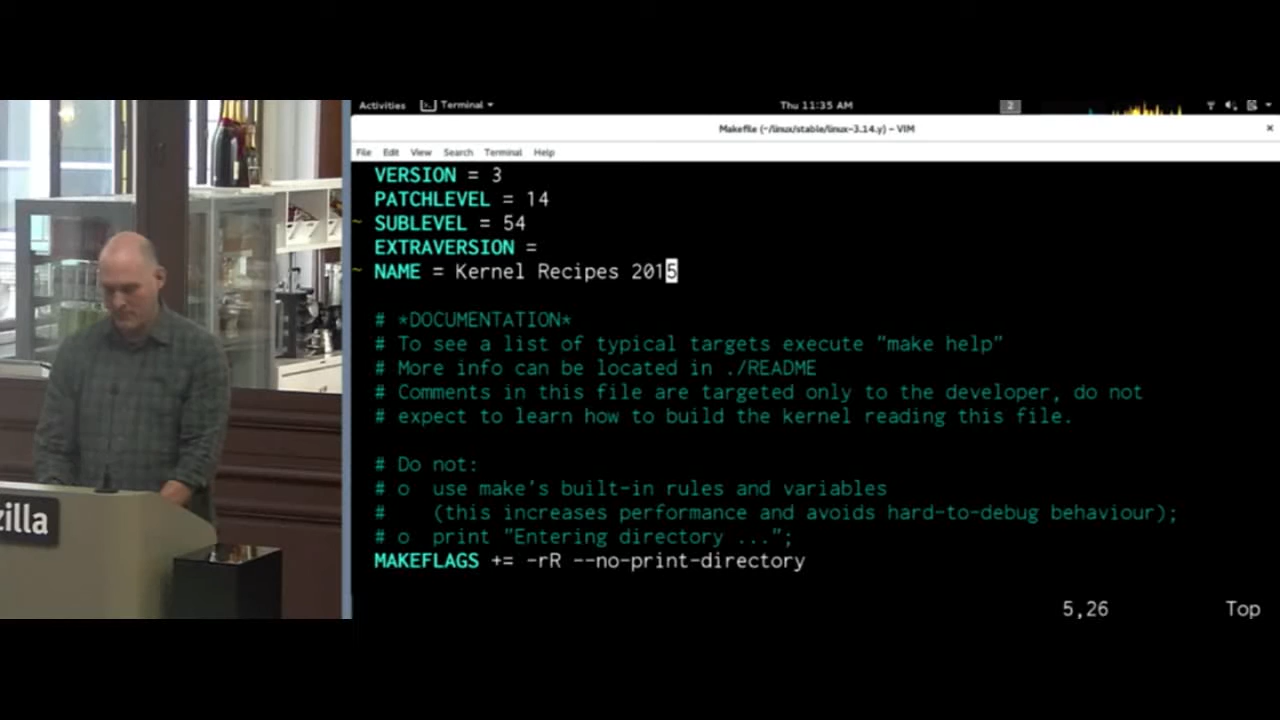 Activities
Terminal
Thu 11:35 AM
2
Makefile (~/linux/stable/linux-3.14.y) - VIM
×
File Edit View Search Terminal Help
VERSION = 3
PATCHLEVEL = 14
~ SUBLEVEL = 54
EXTRAVERSION =
~ NAME = Kernel Recipes 2015
# *DOCUMENTATION*
# To see a list of typical targets execute "make help"
# More info can be located in ./README
# Comments in this file are targeted only to the developer, do not
# expect to learn how to build the kernel reading this file.
# Do not:
# o  use make's built-in rules and variables
#    (this increases performance and avoids hard-to-debug behaviour);
# o  print "Entering directory ...";
MAKEFLAGS += -rR --no-print-directory
5,26 Top
zilla